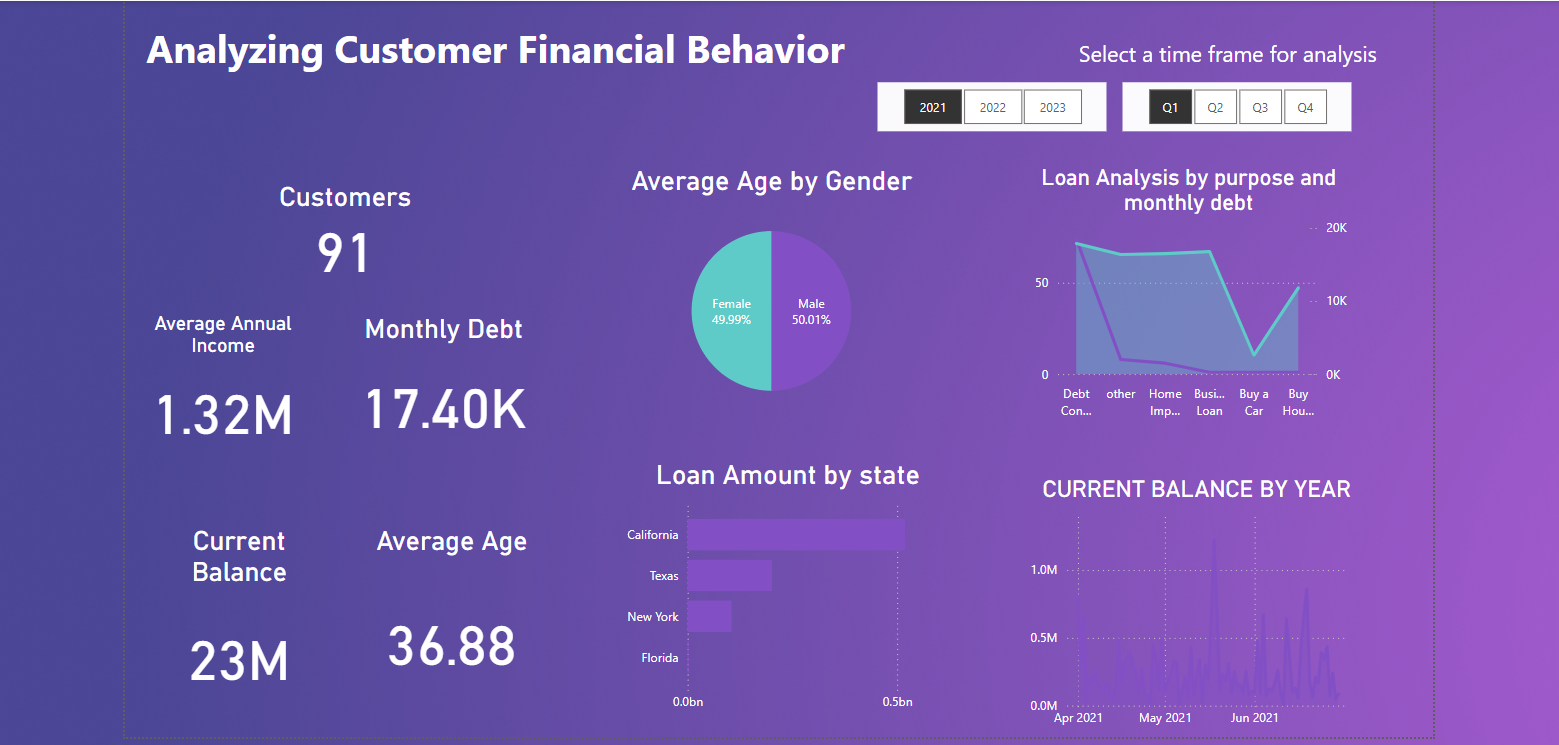 Analyzing Customer Financial Behavior
Select a time frame for analysis
2021
2022
2023
Q1
Q2
Q3
Q4
Customers
91
Average Annual
Income
1.32M
Monthly Debt
17.40K
Current
Balance
23M
Average Age
36.88
Average Age by Gender
Female
49.99%
Male
50.01%
Loan Analysis by purpose and
monthly debt
20K
50
10K
0
0K
Debt
Con...
other
Home
Imp...
Busi...
Loan
Buy a
Car
Buy
Hou...
Loan Amount by state
California
Texas
New York
Florida
0.0bn
0.5bn
CURRENT BALANCE BY YEAR
1.0M
0.5M
0.0M
Apr 2021
May 2021
Jun 2021